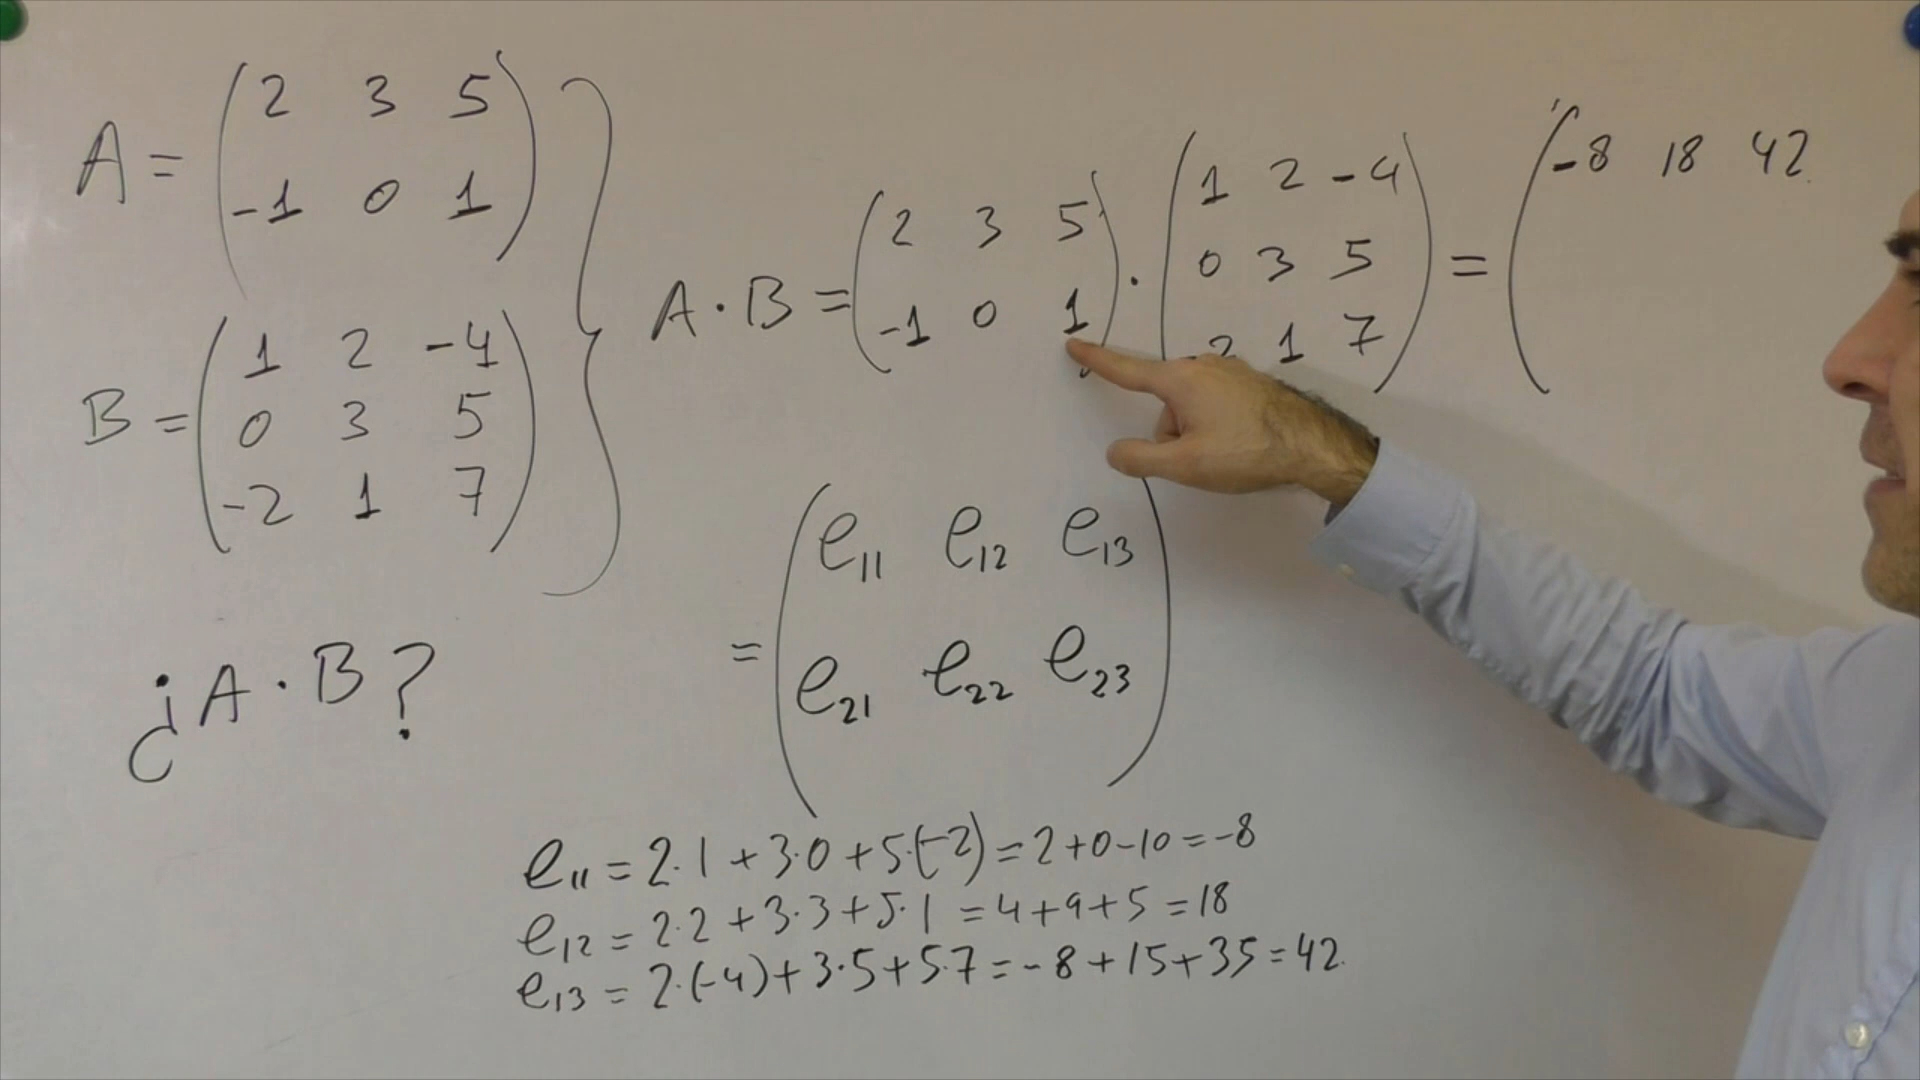 A = ( 2 3 5
-1 0 1 )
B = ( 1 2 -4
0 3 5
-2 1 7 )
¿A·B?
A·B = ( 2 3 5
-1 0 1 ) · ( 1 2 -4
0 3 5
-2 1 7 ) = ( -8 18 42
= ( e₁₁ e₁₂ e₁₃
e₂₁ e₂₂ e₂₃ )
e₁₁ = 2·1 + 3·0 + 5·(-2) = 2+0-10 = -8
e₁₂ = 2·2 + 3·3 + 5·1 = 4+9+5 = 18
e₁₃ = 2·(-4) + 3·5 + 5·7 = -8+15+35 = 42